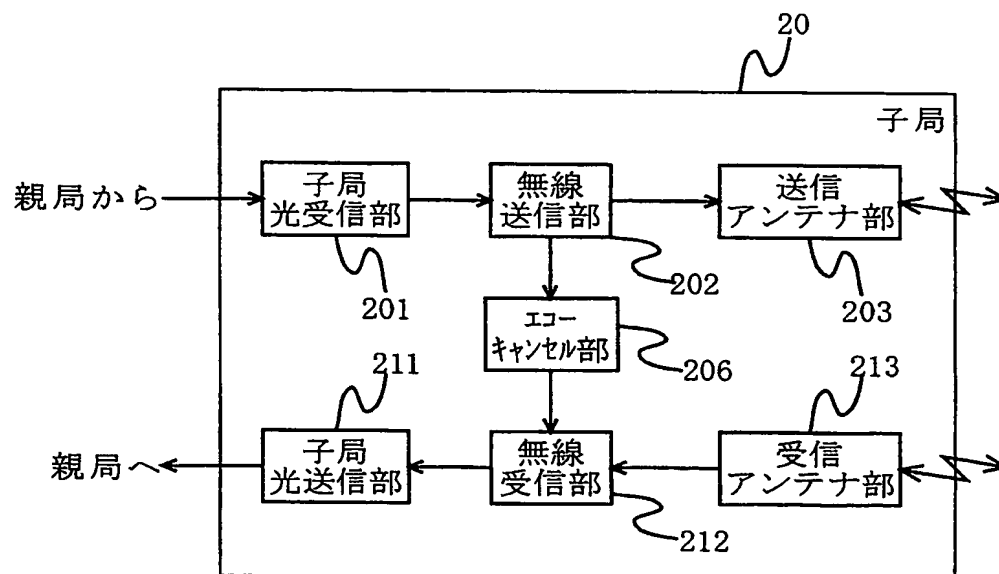 20
子局
親局から
子局
光受信部
無線
送信部
送信
アンテナ部
201
202
203
エコー
キャンセル部
206
211
213
親局へ
子局
光送信部
無線
受信部
受信
アンテナ部
212